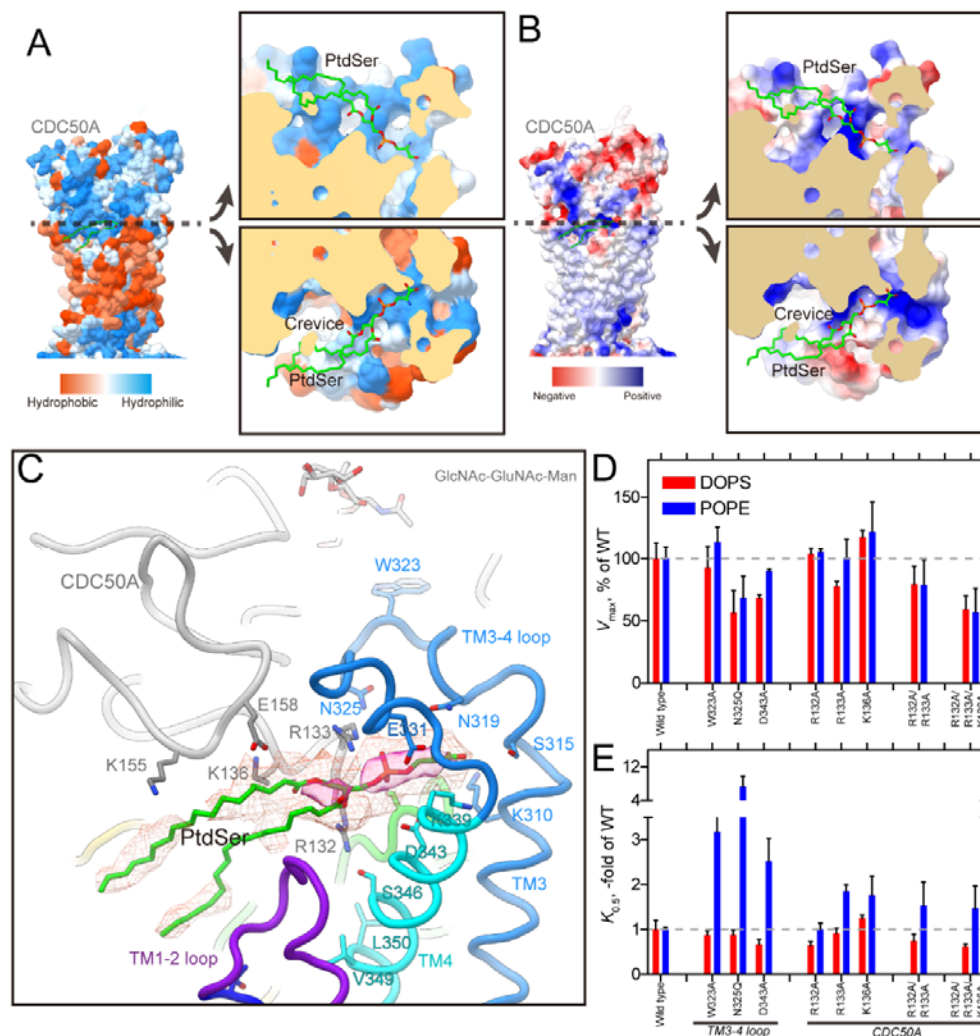 A
PtdSer
CDC50A
Crevice
PtdSer
Hydrophobic Hydrophilic
B
PtdSer
CDC50A
Crevice
PtdSer
Negative Positive
C
GlcNAc-GluNAc-Man
CDC50A
W323
TM3-4 loop
N325
E158
R133
E331
N319
S315
K155
K136
K310
PtdSer
R132
D343
TM3
S346
TM1-2 loop
L350
TM4
V349
D
DOPS
POPE
Vmax, % of WT
150
100
50
0
Wild type
W323A
N325Q
D343A
R132A
R133A
K136A
R132A/
R133A
R132A/
R133A/
E
K0.5, -fold of WT
12
4
3
2
1
0
Wild type
W323A
N325Q
D343A
R132A
R133A
K136A
R132A/
R133A
R132A/
R133A/
TM3-4 loop
CDC50A